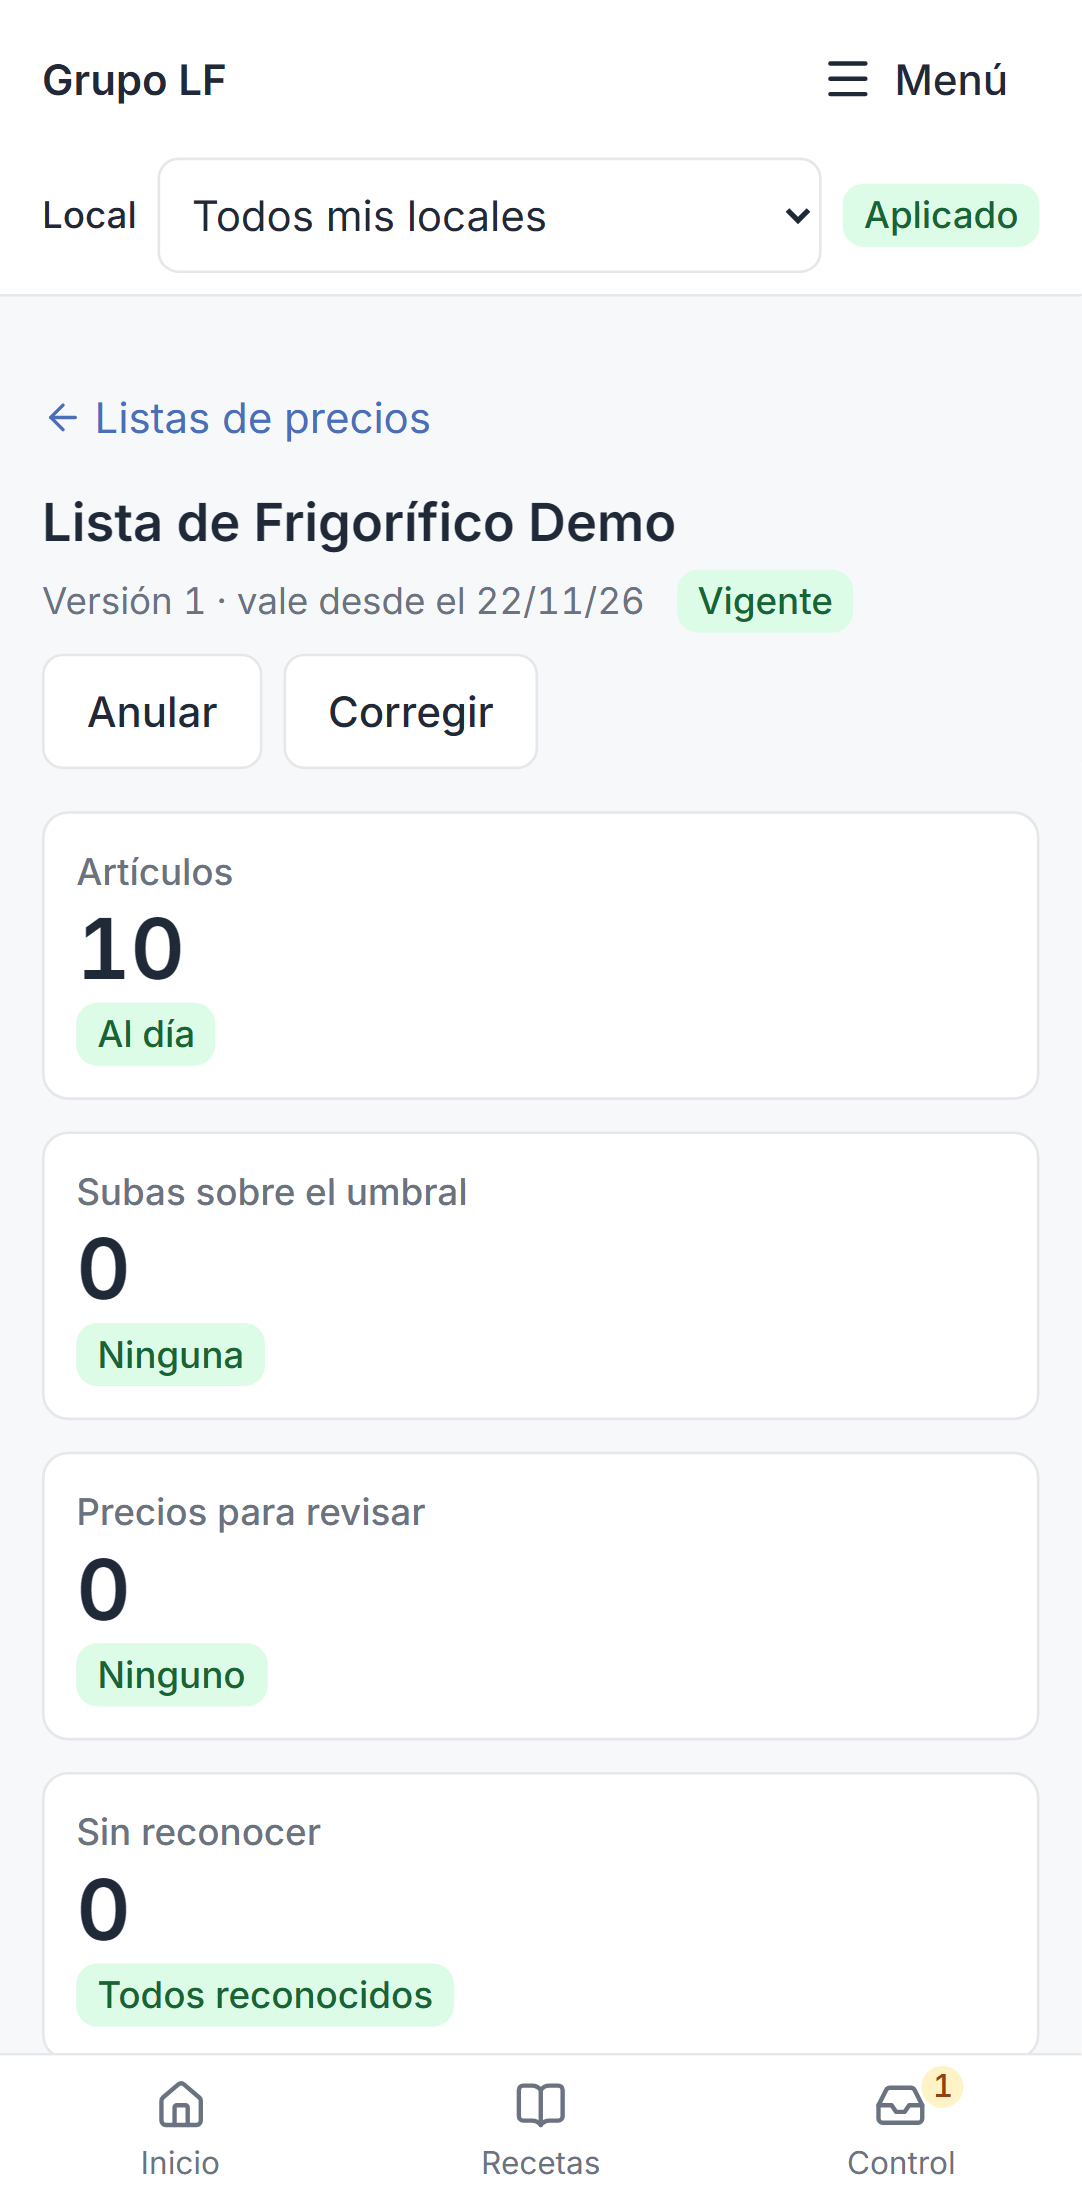 Grupo LF
Menú
Local
Todos mis locales
Aplicado
← Listas de precios
Lista de Frigorífico Demo
Versión 1 · vale desde el 22/11/26
Vigente
Anular
Corregir
Artículos
10
Al día
Subas sobre el umbral
0
Ninguna
Precios para revisar
0
Ninguno
Sin reconocer
0
Todos reconocidos
1
Inicio
Recetas
Control